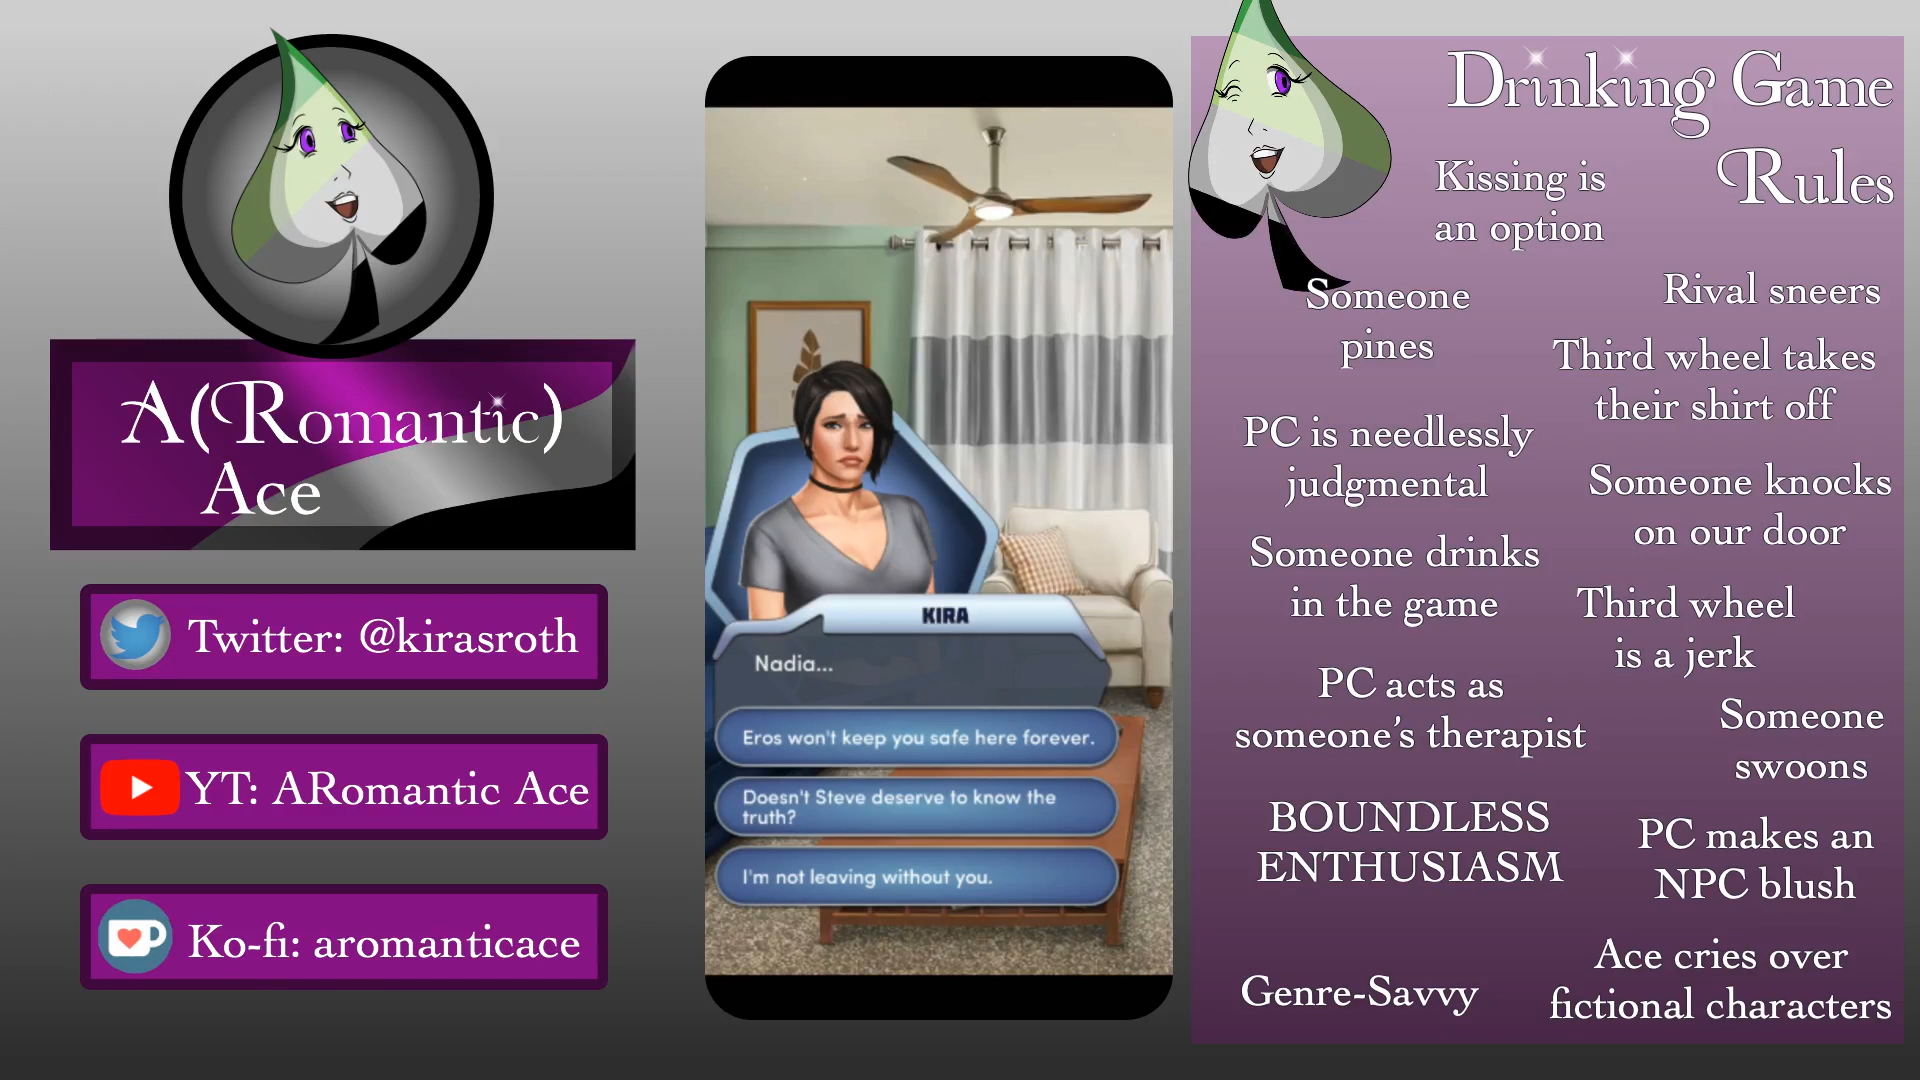 A(Romantic)
Ace
Twitter: @kirasroth
YT: ARomantic Ace
Ko-fi: aromanticace
KIRA
Nadia...
Eros won't keep you safe here forever.
Doesn't Steve deserve to know the
truth?
I'm not leaving without you.
Drinking Game
Rules
Kissing is
an option
Someone
pines
Rival sneers
Third wheel takes
their shirt off
PC is needlessly
judgmental
Someone knocks
on our door
Someone drinks
in the game
Third wheel
is a jerk
PC acts as
someone's therapist
Someone
swoons
BOUNDLESS
ENTHUSIASM
PC makes an
NPC blush
Genre-Savvy
Ace cries over
fictional characters